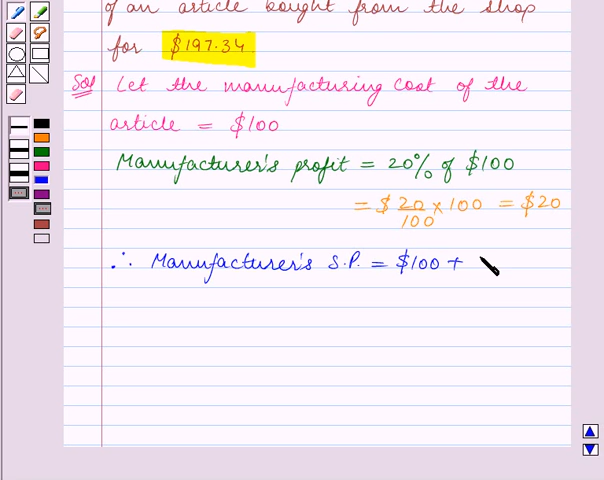 of an article bought from the shop
for $197.34
Sol Let the manufacturing cost of the
article = $100
Manufacturer's profit = 20% of $100
= $ 20/100 × 100 = $20
∴ Manufacturer's S.P. = $100 +